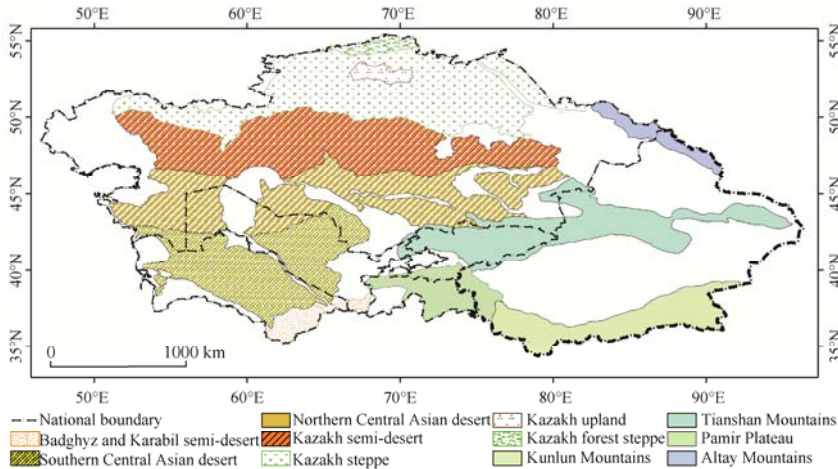 50°E 60°E 70°E 80°E 90°E
55°N 55°N
50°N 50°N
45°N 45°N
40°N 40°N
35°N 35°N
0 1000 km
50°E 60°E 70°E 80°E 90°E
National boundary Northern Central Asian desert Kazakh upland Tianshan Mountains
Badghyz and Karabil semi-desert Kazakh semi-desert Kazakh forest steppe Pamir Plateau
Southern Central Asian desert Kazakh steppe Kunlun Mountains Altay Mountains